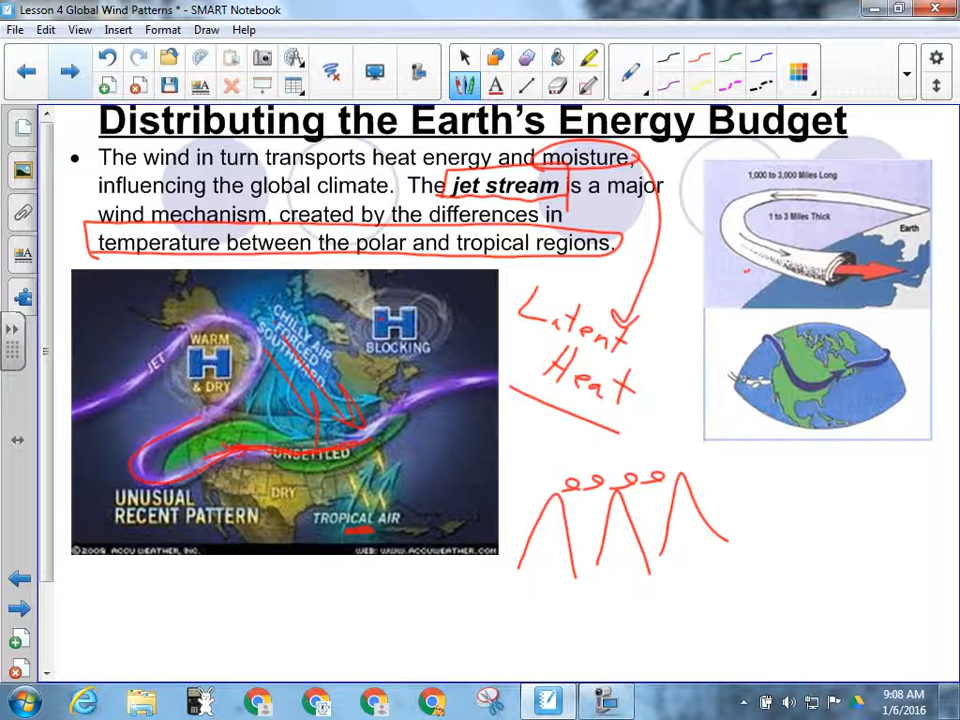 Lesson 4 Global Wind Patterns * - SMART Notebook
File Edit View Insert Format Draw Help
Distributing the Earth's Energy Budget
• The wind in turn transports heat energy and moisture,
influencing the global climate. The jet stream is a major
wind mechanism, created by the differences in
temperature between the polar and tropical regions.
JET
WARM
H
& DRY
CHILLY AIR
FORCED
SOUTHWARD
H
BLOCKING
UNSETTLED
DRY
UNUSUAL
RECENT PATTERN
TROPICAL AIR
©2009 ACCUWEATHER, INC.
WEB: WWW.ACCUWEATHER.COM
Latent
Heat
1,000 to 3,000 Miles Long
1 to 3 Miles Thick
Earth
9:08 AM
1/6/2016